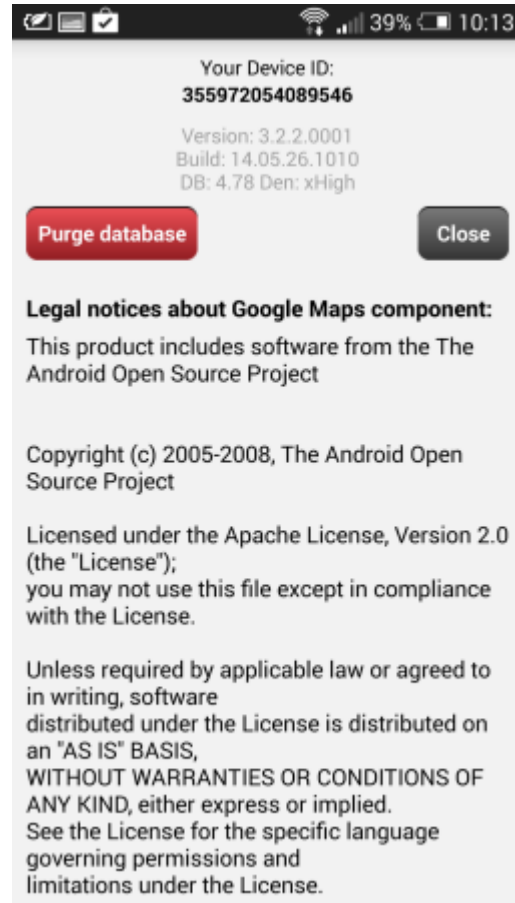 39% 10:13
Your Device ID:
355972054089546
Version: 3.2.2.0001
Build: 14.05.26.1010
DB: 4.78 Den: xHigh
Purge database Close
Legal notices about Google Maps component:
This product includes software from the The
Android Open Source Project
Copyright (c) 2005-2008, The Android Open
Source Project
Licensed under the Apache License, Version 2.0
(the "License");
you may not use this file except in compliance
with the License.
Unless required by applicable law or agreed to
in writing, software
distributed under the License is distributed on
an "AS IS" BASIS,
WITHOUT WARRANTIES OR CONDITIONS OF
ANY KIND, either express or implied.
See the License for the specific language
governing permissions and
limitations under the License.